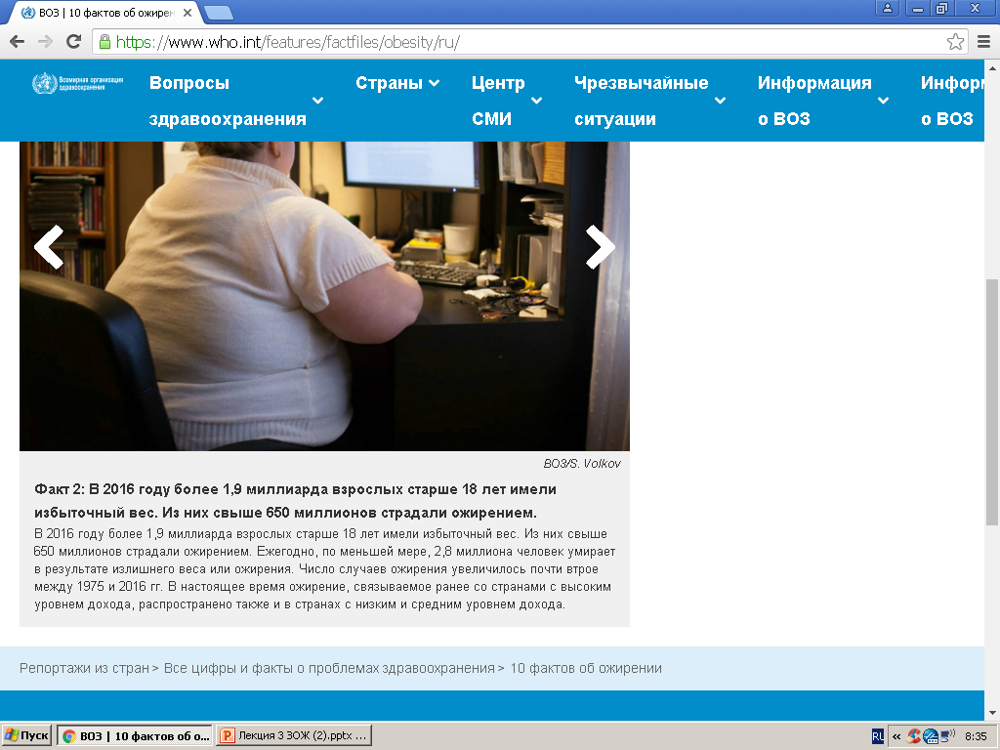 ВОЗ | 10 фактов об ожирен
https://www.who.int/features/factfiles/obesity/ru/
Всемирная организация
здравоохранения
Вопросы
здравоохранения
Страны
Центр
СМИ
Чрезвычайные
ситуации
Информация
о ВОЗ
Инфор
о ВОЗ
ВОЗ/S. Volkov
Факт 2: В 2016 году более 1,9 миллиарда взрослых старше 18 лет имели
избыточный вес. Из них свыше 650 миллионов страдали ожирением.
В 2016 году более 1,9 миллиарда взрослых старше 18 лет имели избыточный вес. Из них свыше
650 миллионов страдали ожирением. Ежегодно, по меньшей мере, 2,8 миллиона человек умирает
в результате излишнего веса или ожирения. Число случаев ожирения увеличилось почти втрое
между 1975 и 2016 гг. В настоящее время ожирение, связываемое ранее со странами с высоким
уровнем дохода, распространено также и в странах с низким и средним уровнем дохода.
Репортажи из стран > Все цифры и факты о проблемах здравоохранения > 10 фактов об ожирении
Пуск
ВОЗ | 10 фактов об о...
Лекция 3 ЗОЖ (2).pptx ...
RL
8:35